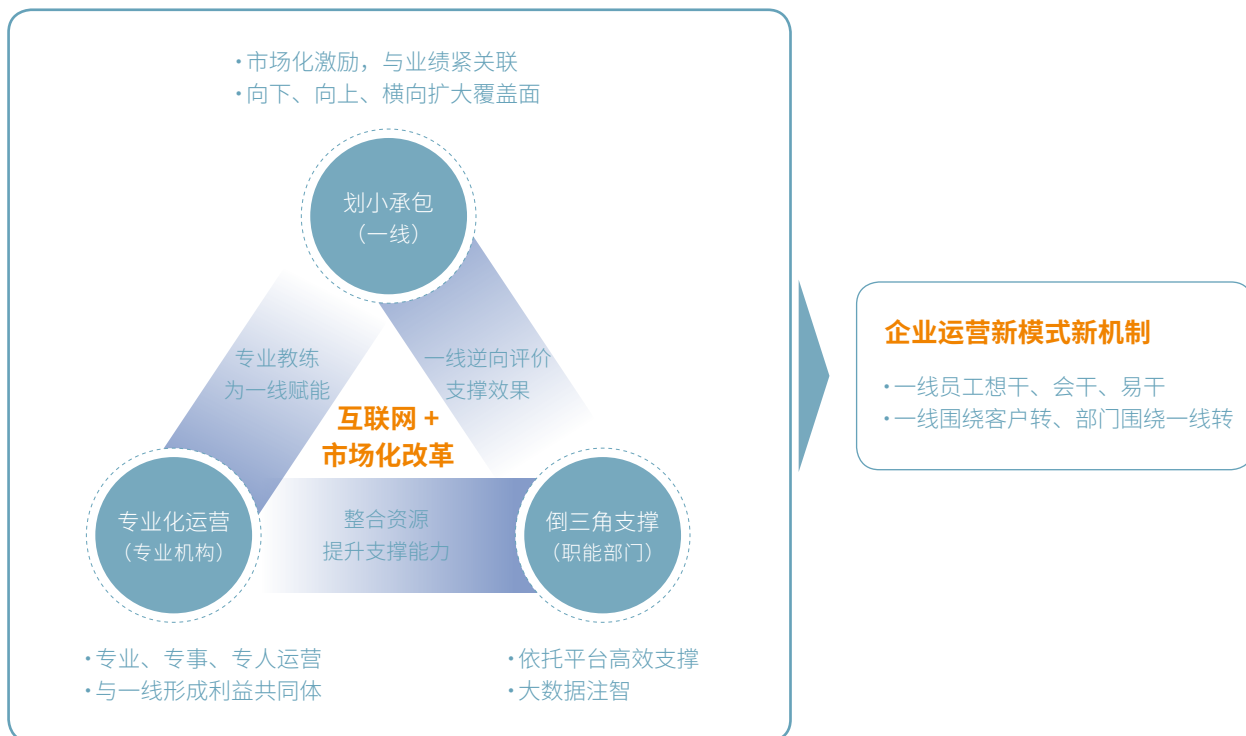 •市场化激励，与业绩紧关联
•向下、向上、横向扩大覆盖面
划小承包
（一线）
专业教练
为一线赋能
一线逆向评价
支撑效果
互联网 +
市场化改革
专业化运营
（专业机构）
整合资源
提升支撑能力
倒三角支撑
（职能部门）
•专业、专事、专人运营
•与一线形成利益共同体
•依托平台高效支撑
•大数据注智
企业运营新模式新机制
•一线员工想干、会干、易干
•一线围绕客户转、部门围绕一线转